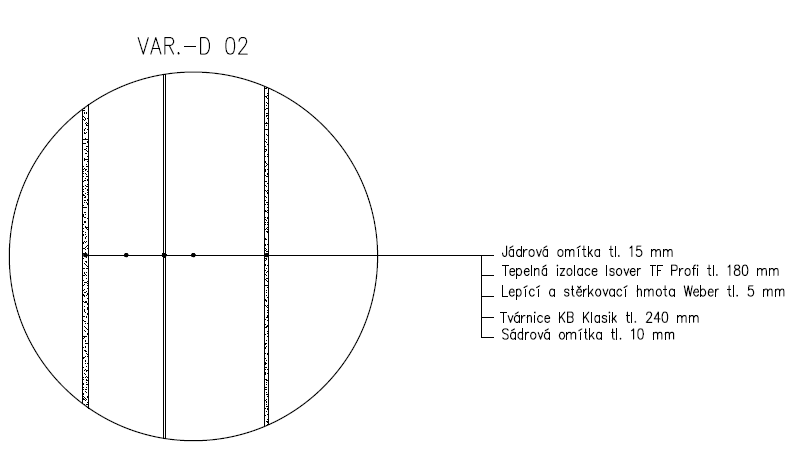 VAR.-D 02
Jádrová omítka tl. 15 mm
Tepelná izolace Isover TF Profi tl. 180 mm
Lepící a stěrkovací hmota Weber tl. 5 mm
Tvárnice KB Klasik tl. 240 mm
Sádrová omítka tl. 10 mm